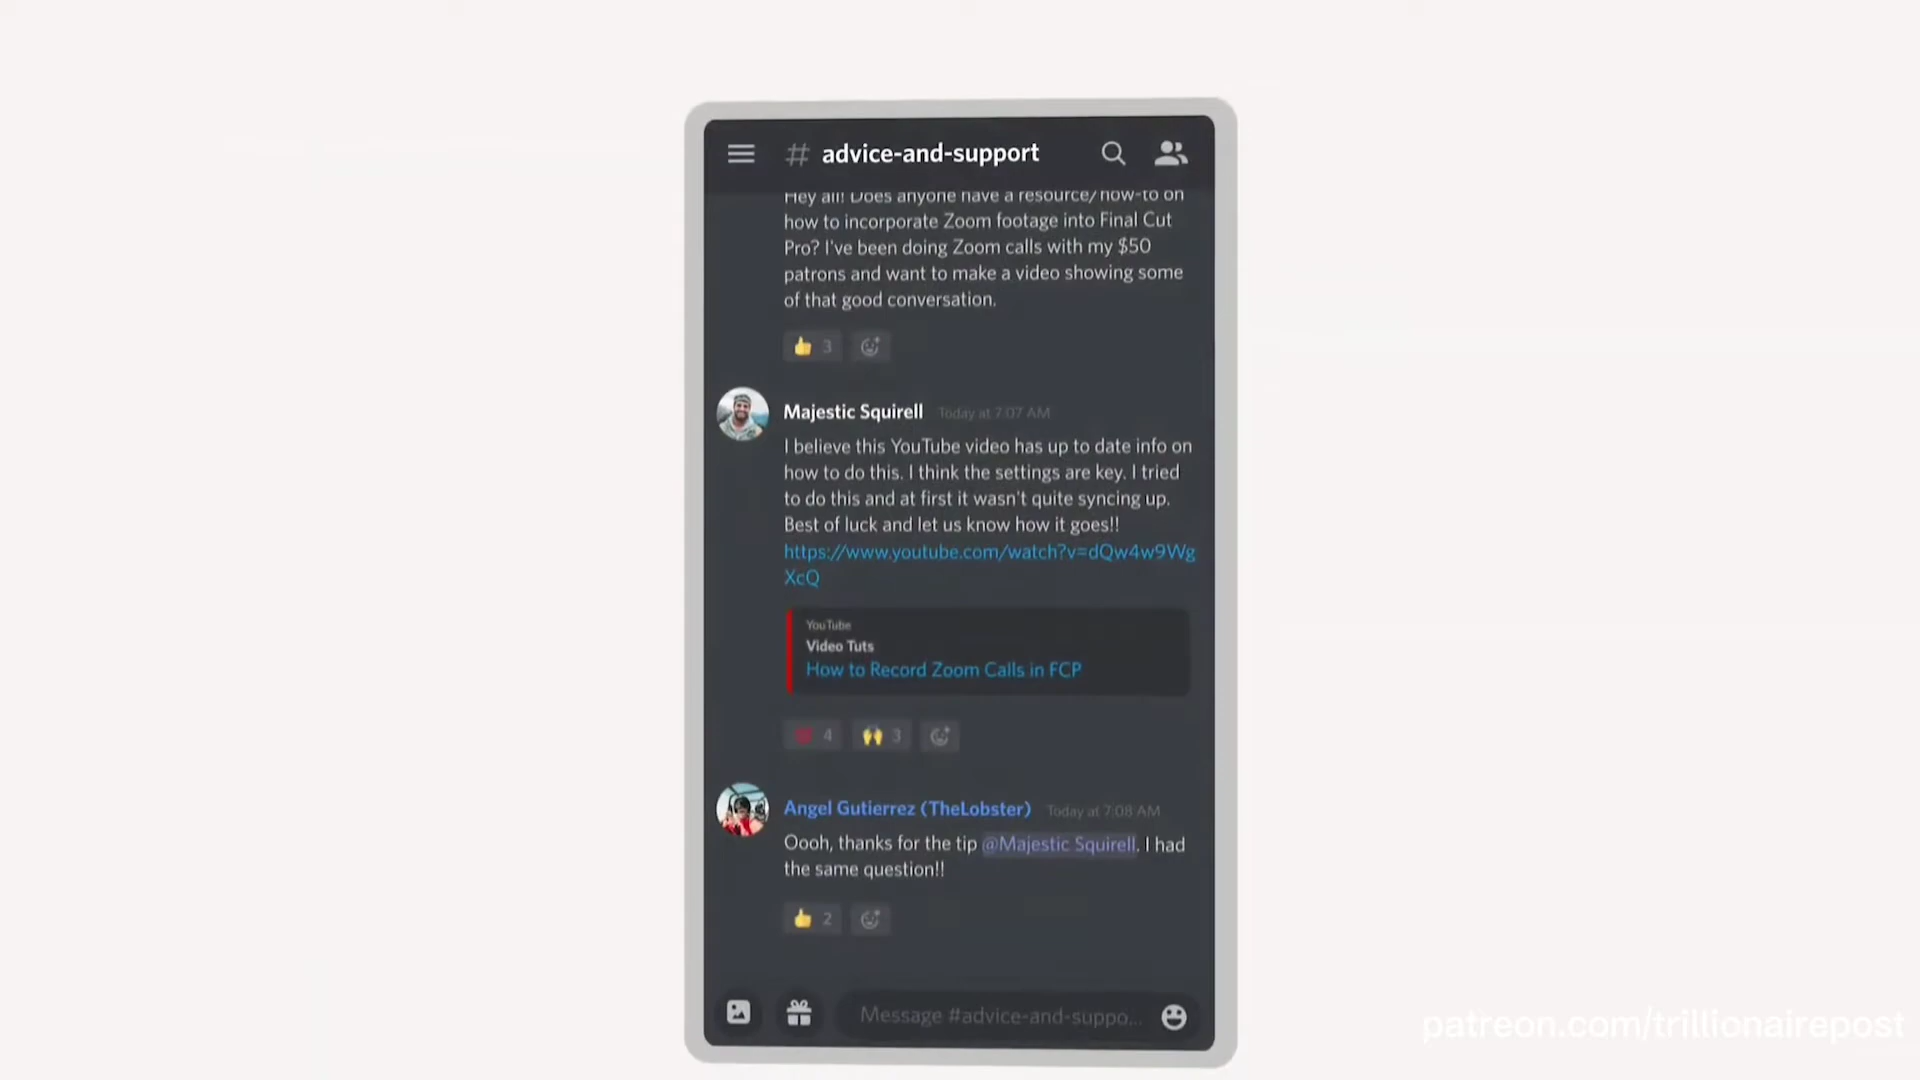 # advice-and-support
Hey all! Does anyone have a resource/how-to on
how to incorporate Zoom footage into Final Cut
Pro? I've been doing Zoom calls with my $50
patrons and want to make a video showing some
of that good conversation.
3
Majestic Squirell Today at 7:07 AM
I believe this YouTube video has up to date info on
how to do this. I think the settings are key. I tried
to do this and at first it wasn't quite syncing up.
Best of luck and let us know how it goes!!
https://www.youtube.com/watch?v=dQw4w9Wg
XcQ
YouTube
Video Tuts
How to Record Zoom Calls in FCP
4 3
Angel Gutierrez (TheLobster) Today at 7:08 AM
Oooh, thanks for the tip @Majestic Squirell. I had
the same question!!
2
Message #advice-and-suppo...
patreon.com/trillionairepost